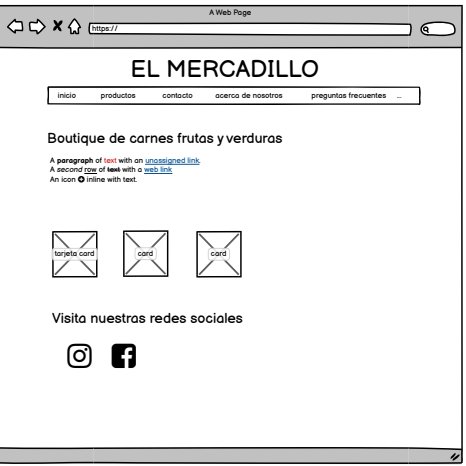 A Web Page
https://
EL MERCADILLO
inicio productos contacto acerca de nosotros preguntas frecuentes ...
Boutique de carnes frutas y verduras
A paragraph of text with an unassigned link.
A second row of text with a web link
An icon inline with text.
tarjeta card card card
Visita nuestras redes sociales